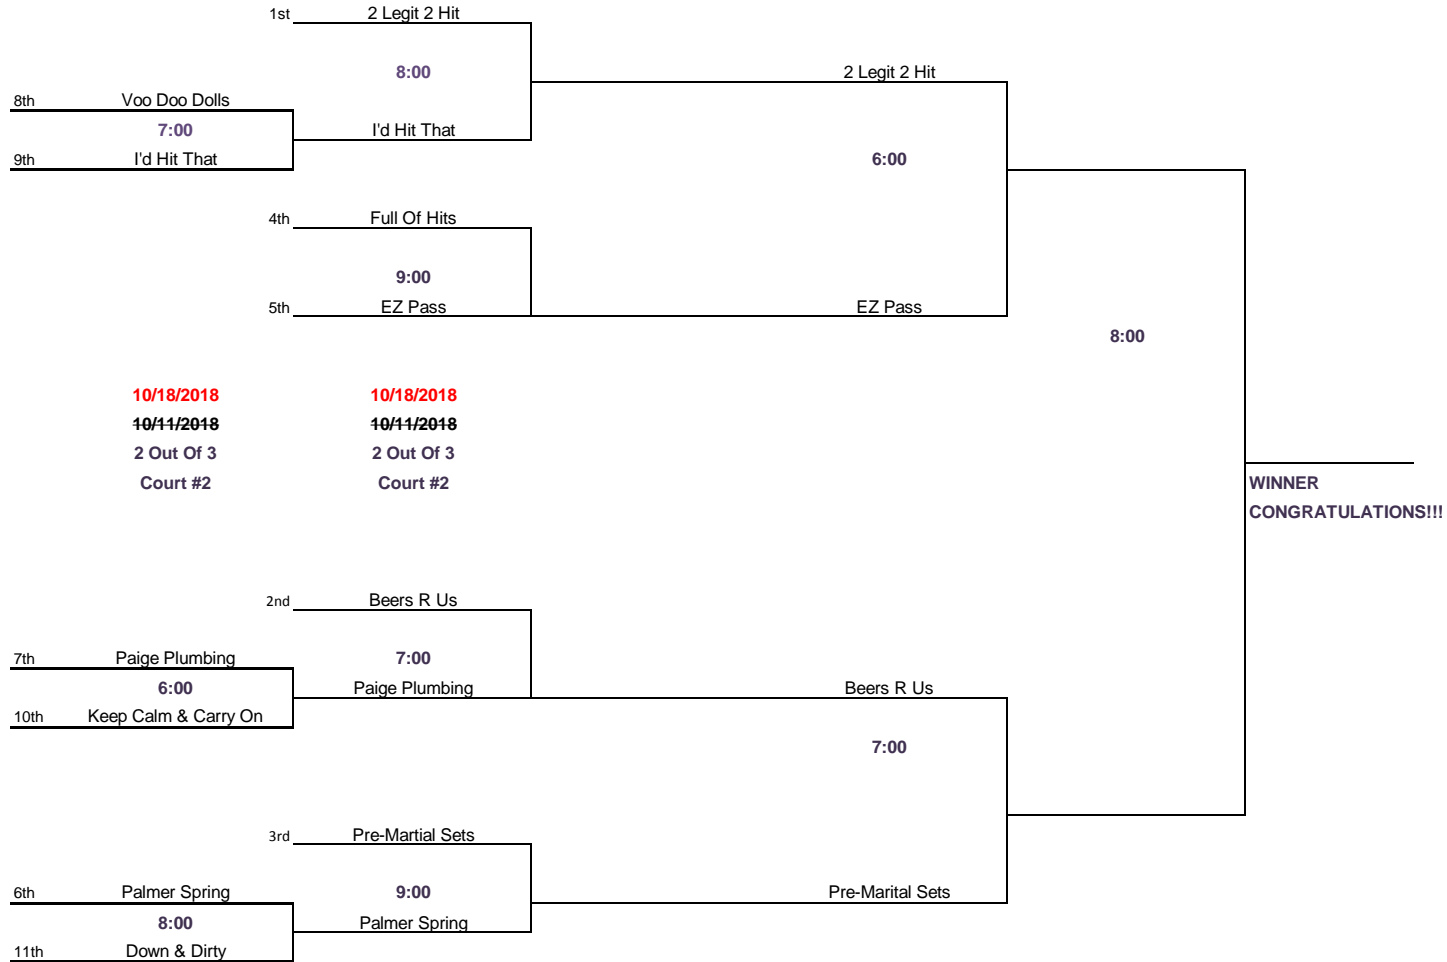 1st 2 Legit 2 Hit
8:00 2 Legit 2 Hit
8th Voo Doo Dolls
7:00 I'd Hit That
9th I'd Hit That 6:00
4th Full Of Hits
9:00
5th EZ Pass EZ Pass
8:00
10/18/2018 10/18/2018
10/11/2018 10/11/2018
2 Out Of 3 2 Out Of 3
Court #2 Court #2 WINNER
CONGRATULATIONS!!!
2nd Beers R Us
7th Paige Plumbing 7:00
6:00 Paige Plumbing Beers R Us
10th Keep Calm & Carry On
7:00
3rd Pre-Martial Sets
6th Palmer Spring 9:00 Pre-Marital Sets
8:00 Palmer Spring
11th Down & Dirty